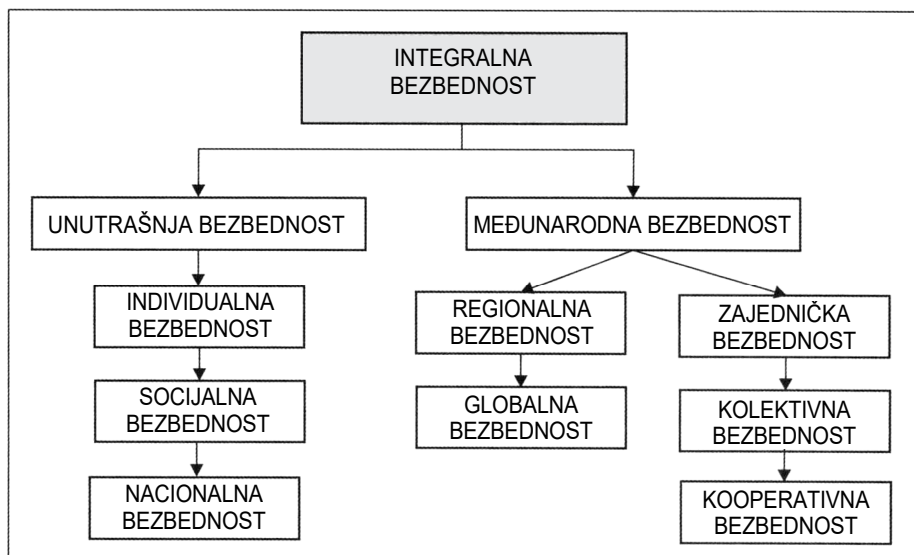 INTEGRALNA
BEZBEDNOST
UNUTRAŠNJA BEZBEDNOST
MEĐUNARODNA BEZBEDNOST
INDIVIDUALNA
BEZBEDNOST
REGIONALNA
BEZBEDNOST
ZAJEDNIČKA
BEZBEDNOST
SOCIJALNA
BEZBEDNOST
GLOBALNA
BEZBEDNOST
KOLEKTIVNA
BEZBEDNOST
NACIONALNA
BEZBEDNOST
KOOPERATIVNA
BEZBEDNOST